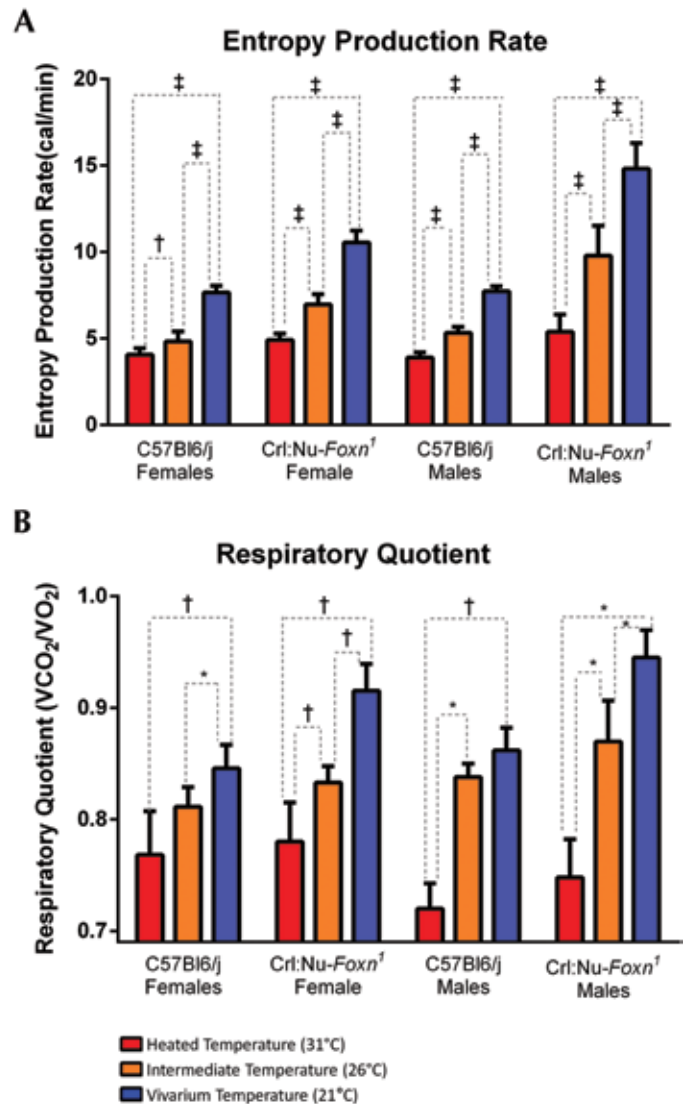 A
Entropy Production Rate
Entropy Production Rate(cal/min)
20
15
10
5
0
‡
‡
†
‡
‡
‡
‡
‡
‡
‡
‡
‡
C57Bl6/j
Females
Crl:Nu-Foxn¹
Female
C57Bl6/j
Males
Crl:Nu-Foxn¹
Males
B
Respiratory Quotient
Respiratory Quotient (VCO₂/VO₂)
1.0
0.9
0.8
0.7
†
*
†
†
†
†
*
*
*
*
C57Bl6/j
Females
Crl:Nu-Foxn¹
Female
C57Bl6/j
Males
Crl:Nu-Foxn¹
Males
Heated Temperature (31°C)
Intermediate Temperature (26°C)
Vivarium Temperature (21°C)